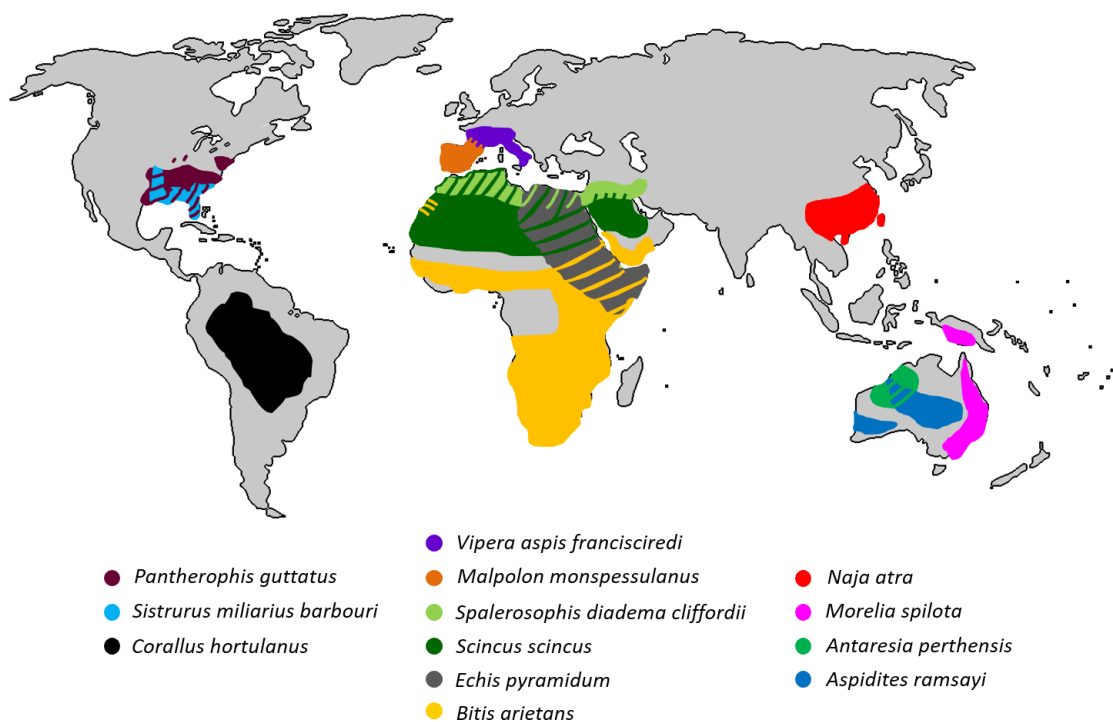 Pantherophis guttatus
Sistrurus miliarius barbouri
Corallus hortulanus
Vipera aspis francisciredi
Malpolon monspessulanus
Spalerosophis diadema cliffordii
Scincus scincus
Echis pyramidum
Bitis arietans
Naja atra
Morelia spilota
Antaresia perthensis
Aspidites ramsayi